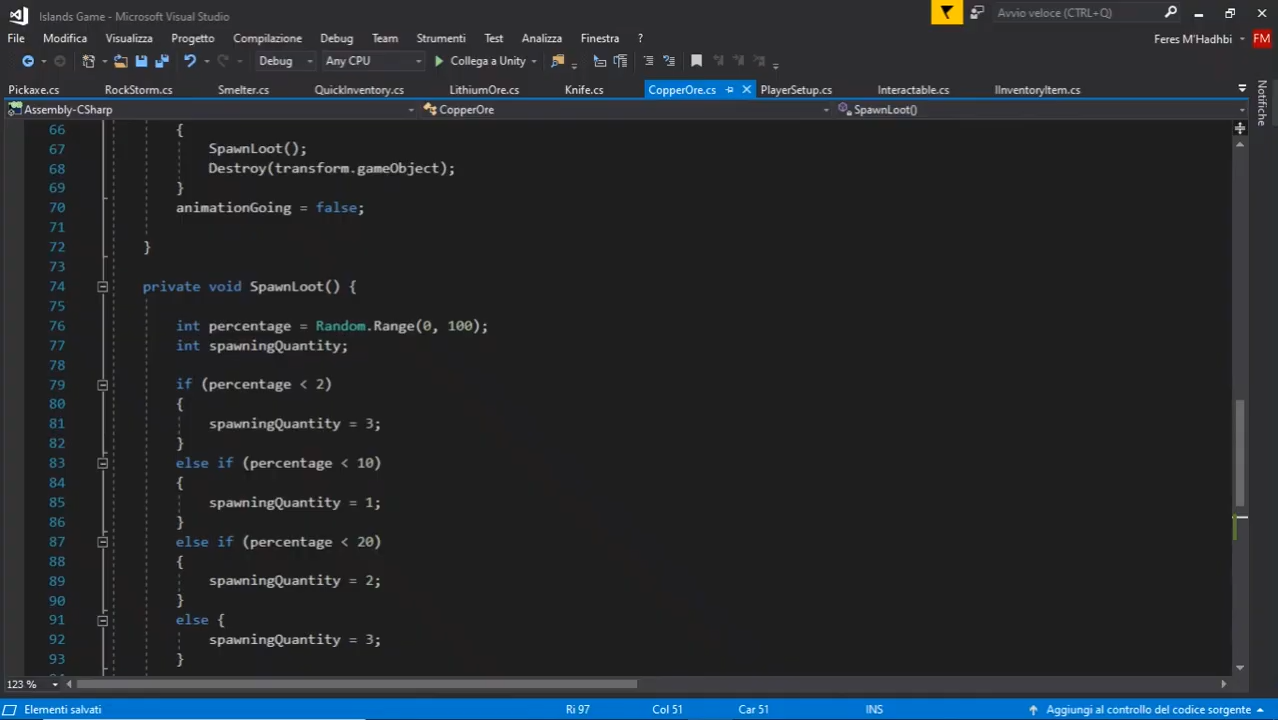 Islands Game - Microsoft Visual Studio
Avvio veloce (CTRL+Q)
File Modifica Visualizza Progetto Compilazione Debug Team Strumenti Test Analizza Finestra ?
Feres M'Hadhbi FM
Debug Any CPU Collega a Unity
Pickaxe.cs RockStorm.cs Smelter.cs QuickInventory.cs LithiumOre.cs Knife.cs CopperOre.cs PlayerSetup.cs Interactable.cs IInventoryItem.cs
Notifiche
Assembly-CSharp CopperOre SpawnLoot()
66 {
67 SpawnLoot();
68 Destroy(transform.gameObject);
69 }
70 animationGoing = false;
71
72 }
73
74 private void SpawnLoot() {
75
76 int percentage = Random.Range(0, 100);
77 int spawningQuantity;
78
79 if (percentage < 2)
80 {
81 spawningQuantity = 3;
82 }
83 else if (percentage < 10)
84 {
85 spawningQuantity = 1;
86 }
87 else if (percentage < 20)
88 {
89 spawningQuantity = 2;
90 }
91 else {
92 spawningQuantity = 3;
93 }
123 %
Elementi salvati Ri 97 Col 51 Car 51 INS Aggiungi al controllo del codice sorgente